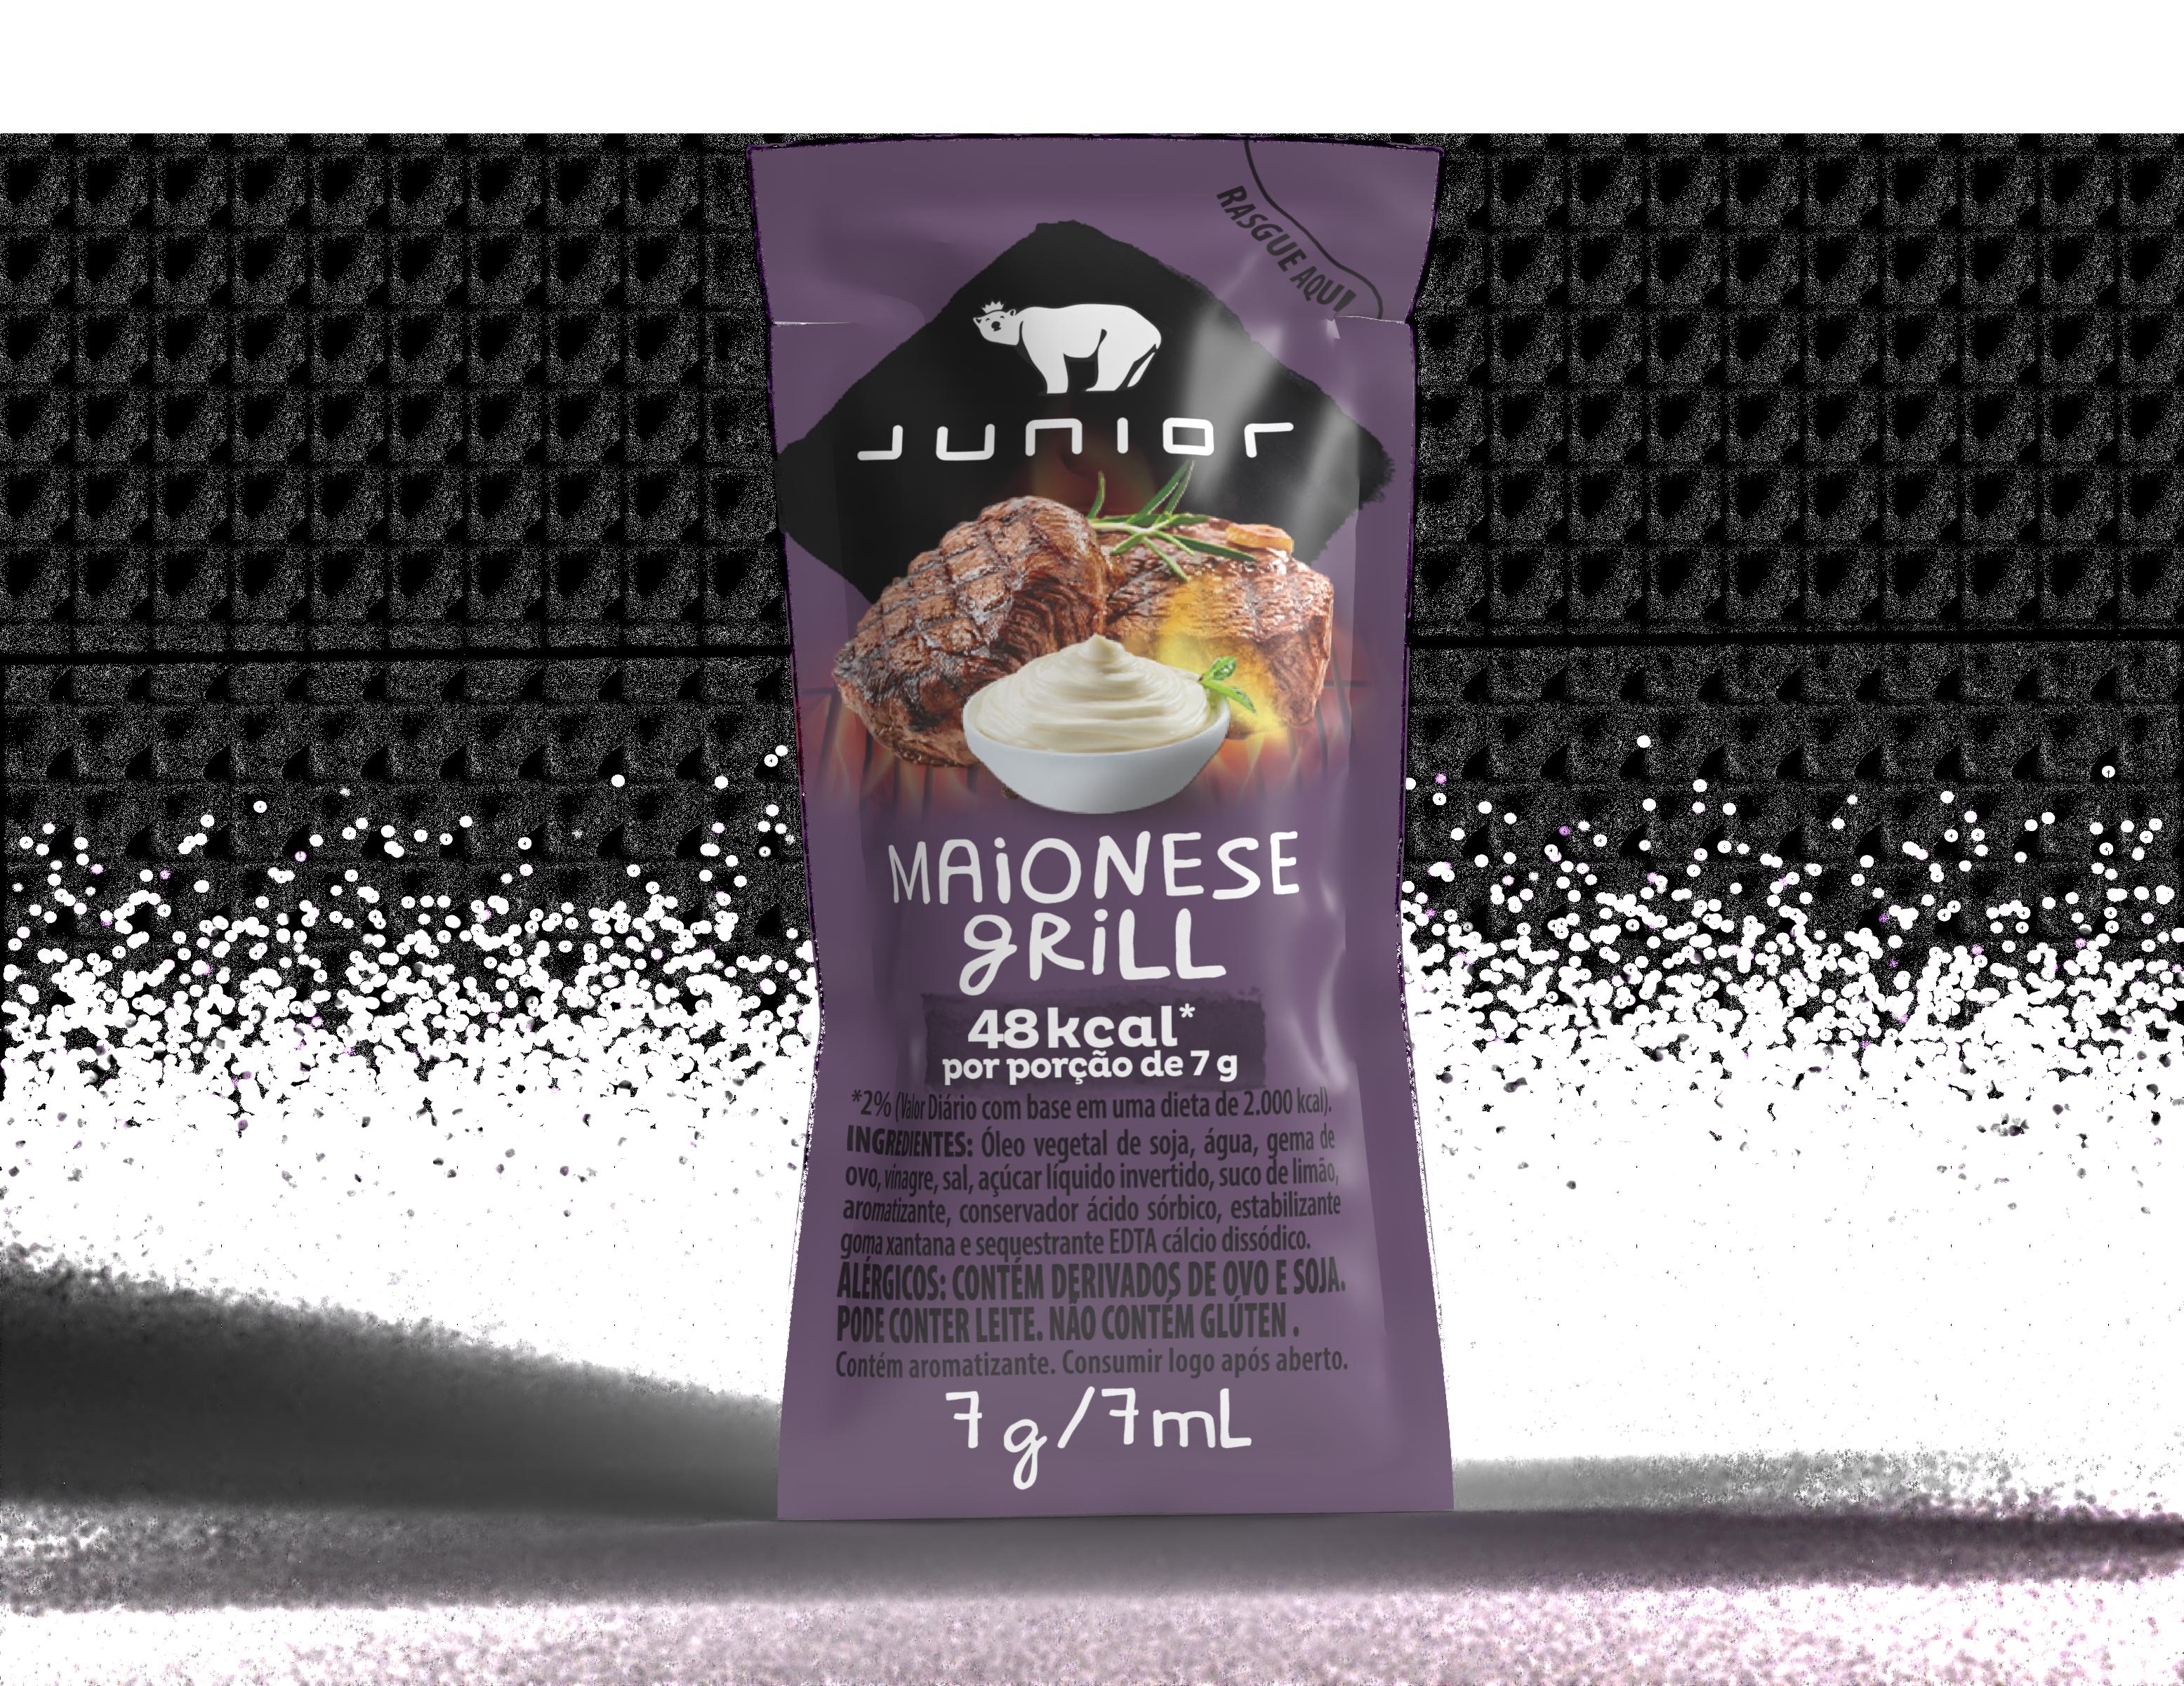 RASGUE AQUI
JUNIOR
MAiONESE
gRiLL
48 kcal*
por porção de 7 g
*2% (Valor Diário com base em uma dieta de 2.000 kcal).
INGREDIENTES: Óleo vegetal de soja, água, gema de
ovo, vinagre, sal, açúcar líquido invertido, suco de limão,
aromatizante, conservador ácido sórbico, estabilizante
goma xantana e sequestrante EDTA cálcio dissódico.
ALÉRGICOS: CONTÉM DERIVADOS DE OVO E SOJA.
PODE CONTER LEITE. NÃO CONTÉM GLÚTEN .
Contém aromatizante. Consumir logo após aberto.
7 g/7mL